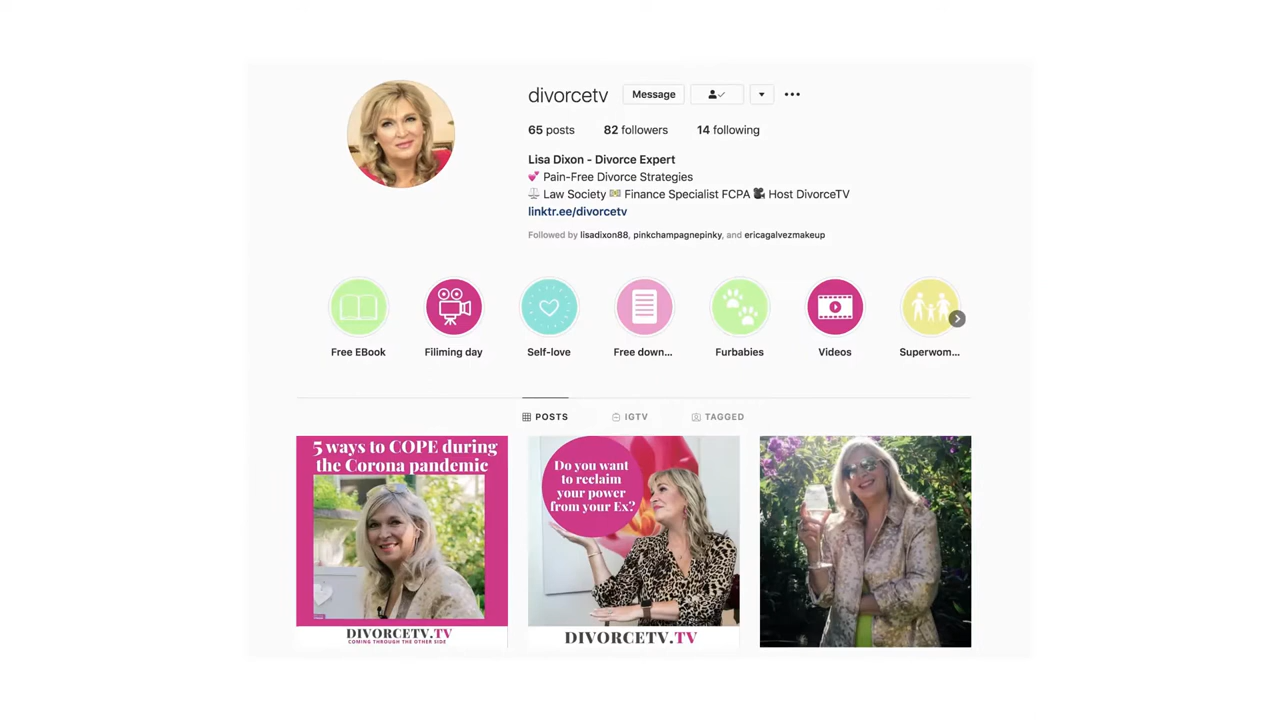 divorcetv Message
65 posts 82 followers 14 following
Lisa Dixon - Divorce Expert
💕 Pain-Free Divorce Strategies
⚖️ Law Society 💵 Finance Specialist FCPA 🎥 Host DivorceTV
linktr.ee/divorcetv
Followed by lisadixon88, pinkchampagnepinky, and ericagalvezmakeup
Free EBook Filiming day Self-love Free down... Furbabies Videos Superwom...
POSTS IGTV TAGGED
5 ways to COPE during
the Corona pandemic
DIVORCETV.TV
COMING THROUGH THE OTHER SIDE
Do you want
to reclaim
your power
from your Ex?
DIVORCETV.TV